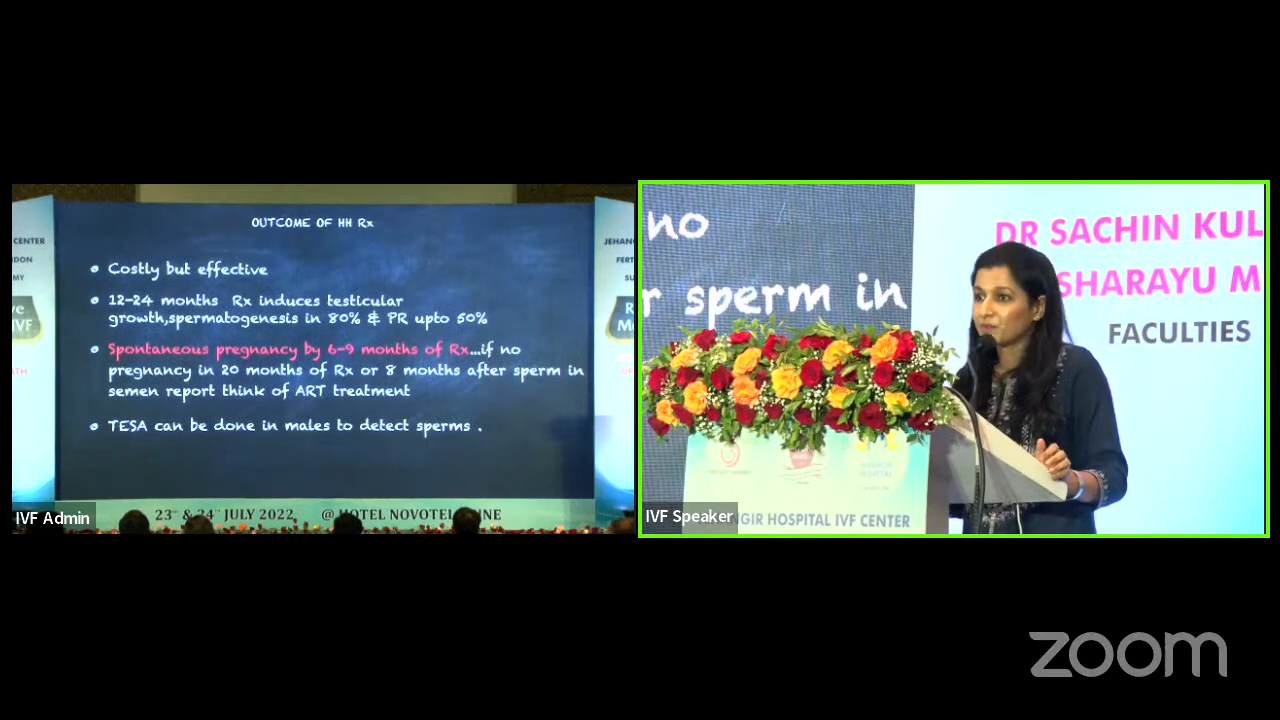 CENTER
OUTCOME OF HH Rx
• Costly but effective
• 12-24 months Rx induces testicular
growth,spermatogenesis in 80% & PR upto 50%
• Spontaneous pregnancy by 6-9 months of Rx...if no
pregnancy in 20 months of Rx or 8 months after sperm in
semen report think of ART treatment
• TESA can be done in males to detect sperms .
23rd & 24th JULY 2022, @ HOTEL NOVOTEL
IVF Admin
no
r sperm in
DR SACHIN KUL
SHARAYU M
FACULTIES
NGIR HOSPITAL IVF CENTER
IVF Speaker
zoom